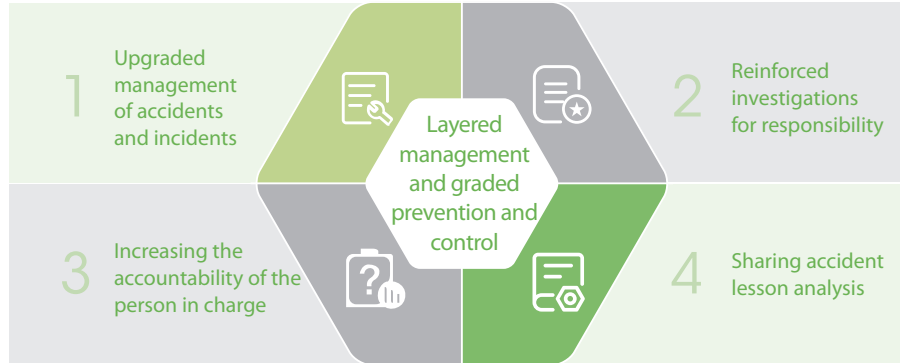 1
Upgraded
management
of accidents
and incidents
2
Reinforced
investigations
for responsibility
Layered
management
and graded
prevention and
control
3
Increasing the
accountability of the
person in charge
?
4
Sharing accident
lesson analysis